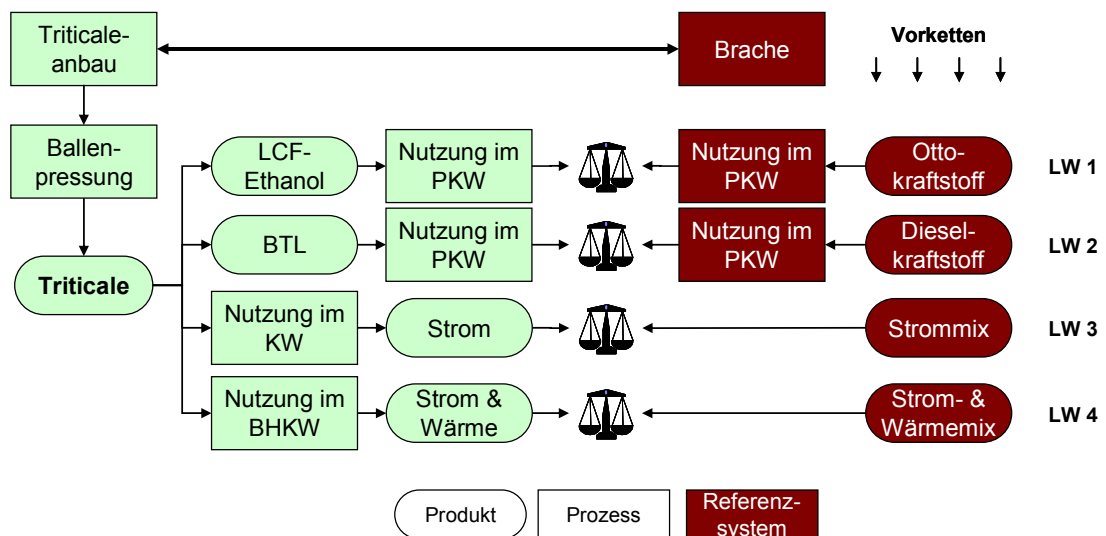 Triticale-
anbau
Brache
Vorketten
Ballen-
pressung
LCF-
Ethanol
Nutzung im
PKW
Nutzung im
PKW
Otto-
kraftstoff
LW 1
BTL
Nutzung im
PKW
Nutzung im
PKW
Diesel-
kraftstoff
LW 2
Triticale
Nutzung im
KW
Strom
Strommix
LW 3
Nutzung im
BHKW
Strom &
Wärme
Strom- &
Wärmemix
LW 4
Produkt
Prozess
Referenz-
system